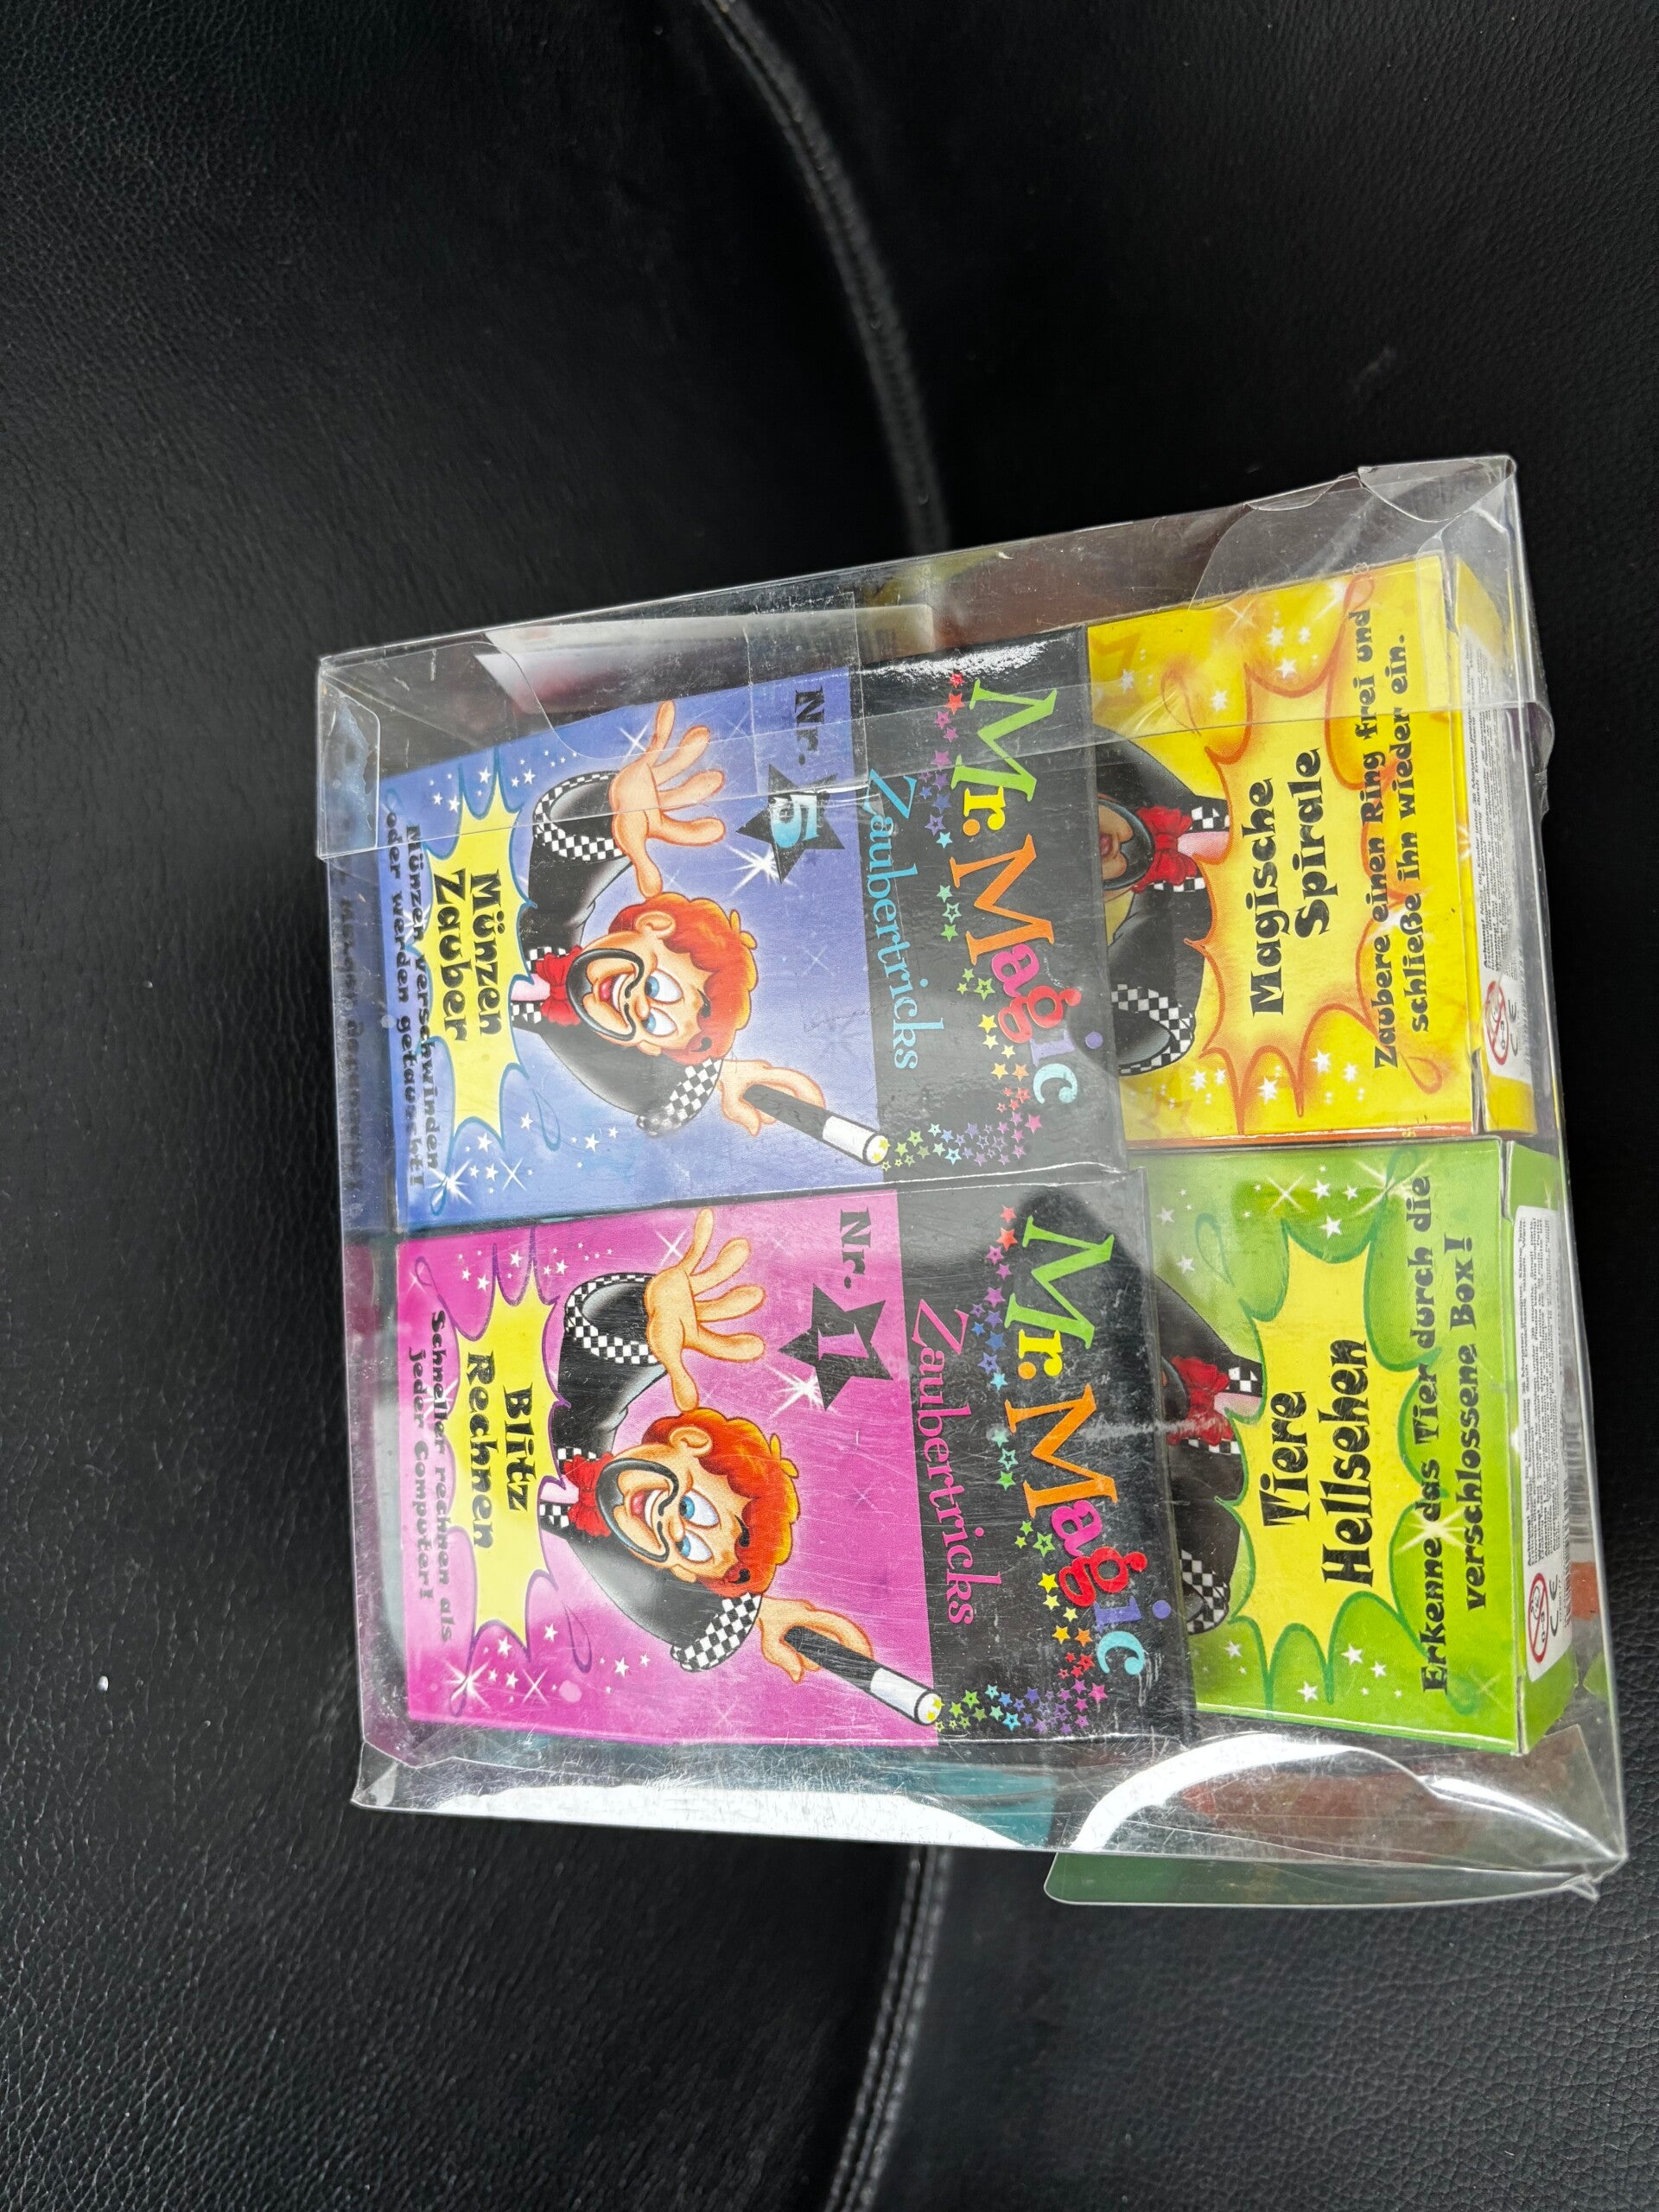 Mr. Magic
Zaubertricks
Nr. 1
Blitz
Rechnen
Schneller rechnen als
jeder Computer!
Mr. Magic
Zaubertricks
Nr. 5
Münzen
Zauber
Münzen verschwinden
oder werden getauscht!
Tiere
Hellsehen
Erkenne das Tier durch die
verschlossene Box!
CE
Magische
Spirale
Zaubere einen Ring frei und
schließe ihn wieder ein.
CE